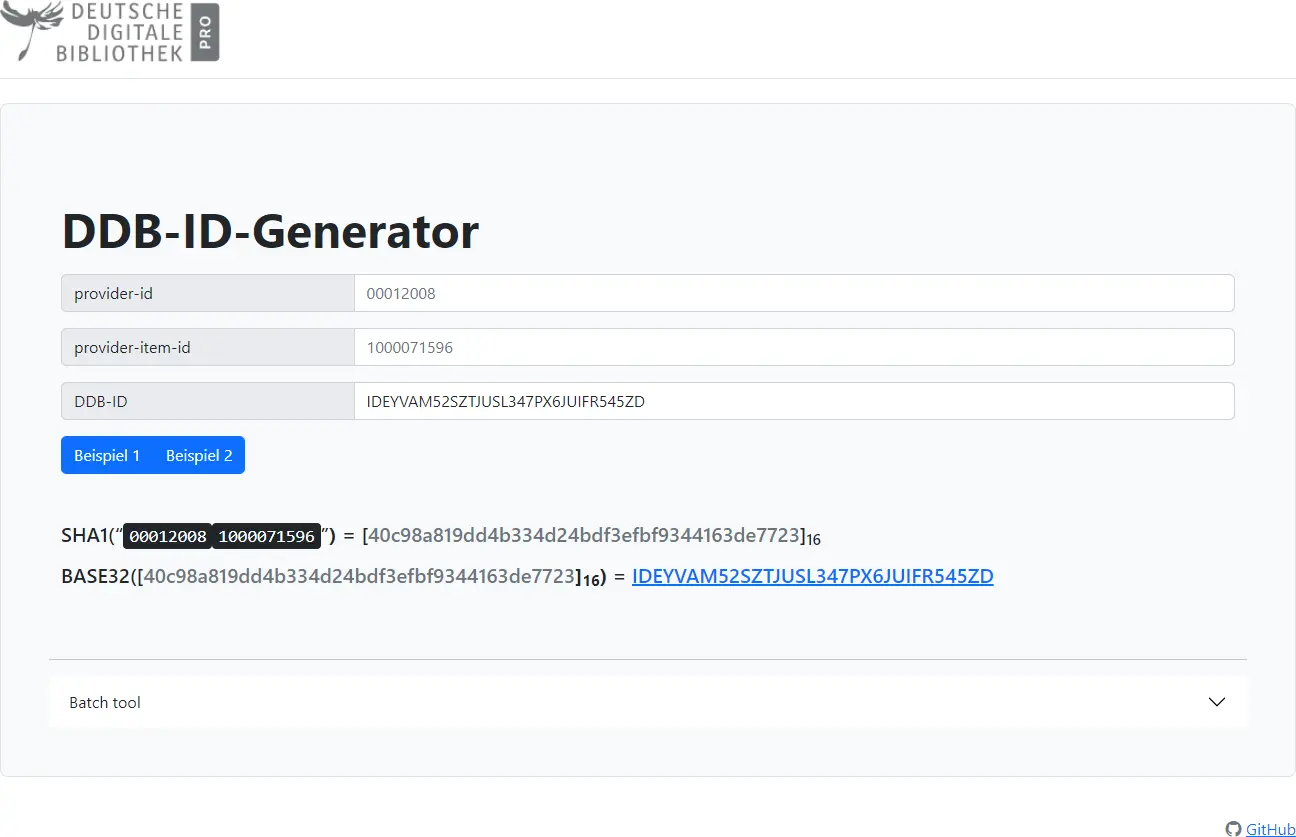 DEUTSCHE
DIGITALE
BIBLIOTHEK
PRO
DDB-ID-Generator
provider-id 00012008
provider-item-id 1000071596
DDB-ID IDEYVAM52SZTJUSL347PX6JUIFR545ZD
Beispiel 1 Beispiel 2
SHA1(“00012008 1000071596”) = [40c98a819dd4b334d24bdf3efbf9344163de7723]16
BASE32([40c98a819dd4b334d24bdf3efbf9344163de7723]16) = IDEYVAM52SZTJUSL347PX6JUIFR545ZD
Batch tool
GitHub